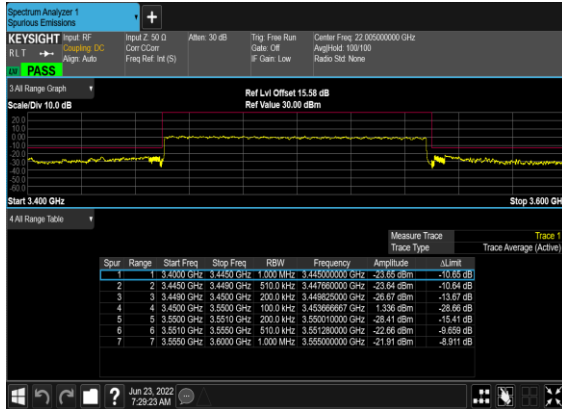 Spectrum Analyzer 1
Spurious Emissions
+
KEYSIGHT Input: RF Input Z: 50 Ω Atten: 30 dB Trig: Free Run Center Freq: 22.005000000 GHz
RLT Coupling: DC Corr CCorr Gate: Off Avg|Hold: 100/100
Align: Auto Freq Ref: Int (S) IF Gain: Low Radio Std: None
PASS
3 All Range Graph
Ref Lvl Offset 15.58 dB
Scale/Div 10.0 dB Ref Value 30.00 dBm
20.0
10.0
0.00
-10.0
-20.0
-30.0
-40.0
-50.0
-60.0
Start 3.400 GHz Stop 3.600 GH
4 All Range Table
Measure Trace Trace 1
Trace Type Trace Average (Active)
Spur Range Start Freq Stop Freq RBW Frequency Amplitude ΔLimit
1 1 3.4000 GHz 3.4450 GHz 1.000 MHz 3.445000000 GHz -23.65 dBm -10.65 dB
2 2 3.4450 GHz 3.4490 GHz 510.0 kHz 3.447660000 GHz -23.64 dBm -10.64 dB
3 3 3.4490 GHz 3.4500 GHz 200.0 kHz 3.449825000 GHz -26.67 dBm -13.67 dB
4 4 3.4500 GHz 3.5500 GHz 100.0 kHz 3.453666667 GHz 1.336 dBm -28.66 dB
5 5 3.5500 GHz 3.5510 GHz 200.0 kHz 3.550010000 GHz -28.41 dBm -15.41 dB
6 6 3.5510 GHz 3.5550 GHz 510.0 kHz 3.551280000 GHz -22.66 dBm -9.659 dB
7 7 3.5550 GHz 3.6000 GHz 1.000 MHz 3.555000000 GHz -21.91 dBm -8.911 dB
? Jun 23, 2022
7:29:23 AM